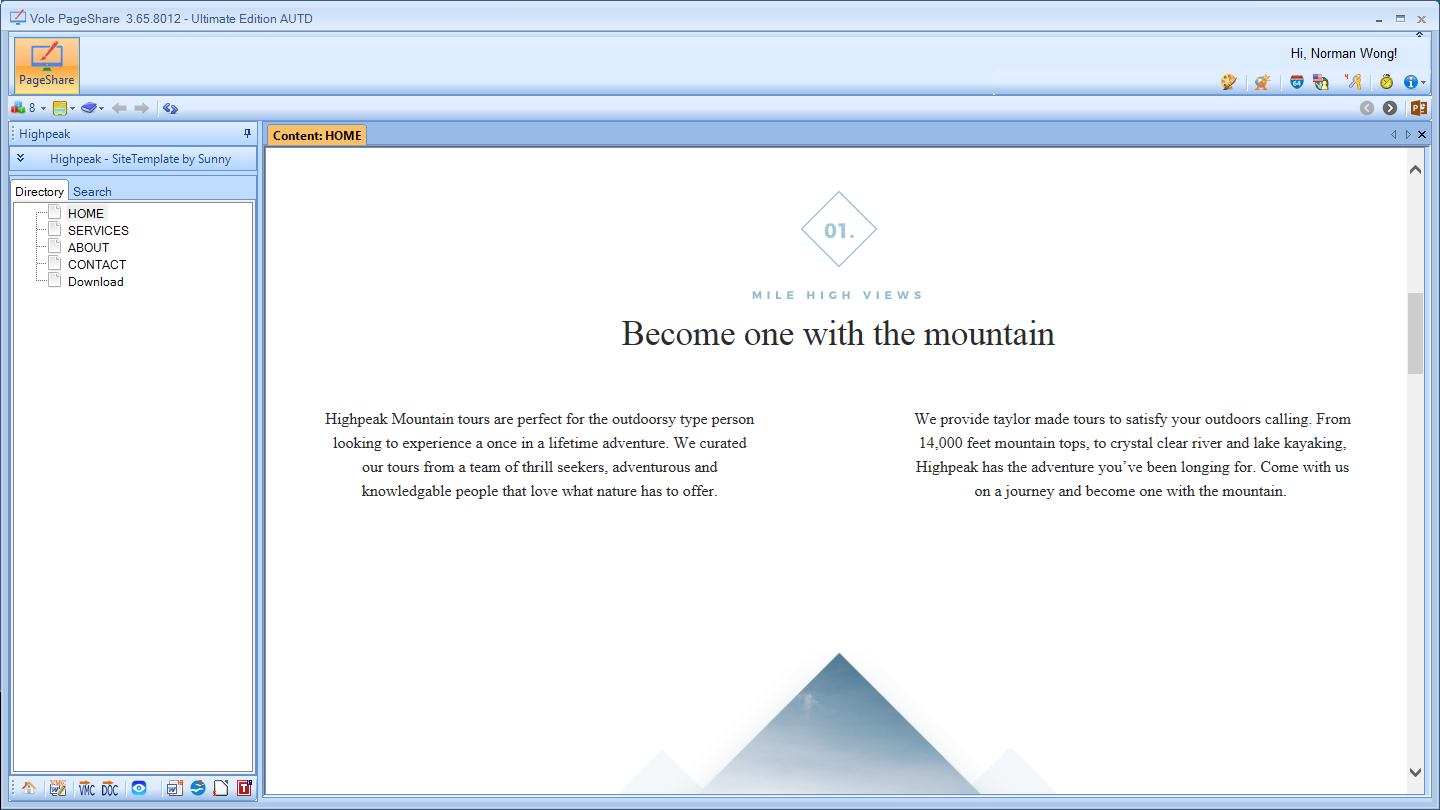 Vole PageShare 3.65.8012 - Ultimate Edition AUTD
Hi, Norman Wong!
PageShare
64
8
P
Highpeak
Content: HOME
Highpeak - SiteTemplate by Sunny
Directory Search
HOME
SERVICES
ABOUT
CONTACT
Download
01.
MILE HIGH VIEWS
Become one with the mountain
Highpeak Mountain tours are perfect for the outdoorsy type person
looking to experience a once in a lifetime adventure. We curated
our tours from a team of thrill seekers, adventurous and
knowledgable people that love what nature has to offer.
We provide taylor made tours to satisfy your outdoors calling. From
14,000 feet mountain tops, to crystal clear river and lake kayaking,
Highpeak has the adventure you’ve been longing for. Come with us
on a journey and become one with the mountain.
VMC DOC
W
T